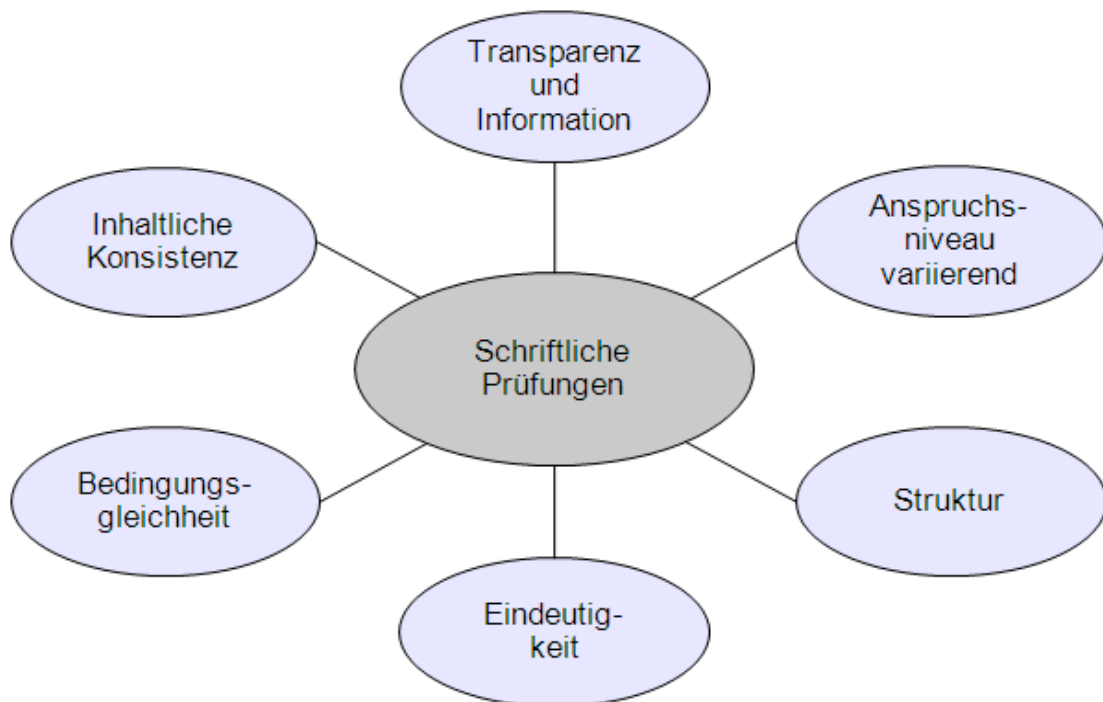 Transparenz
und
Information
Inhaltliche
Konsistenz
Anspruchs-
niveau
variierend
Schriftliche
Prüfungen
Bedingungs-
gleichheit
Struktur
Eindeutig-
keit